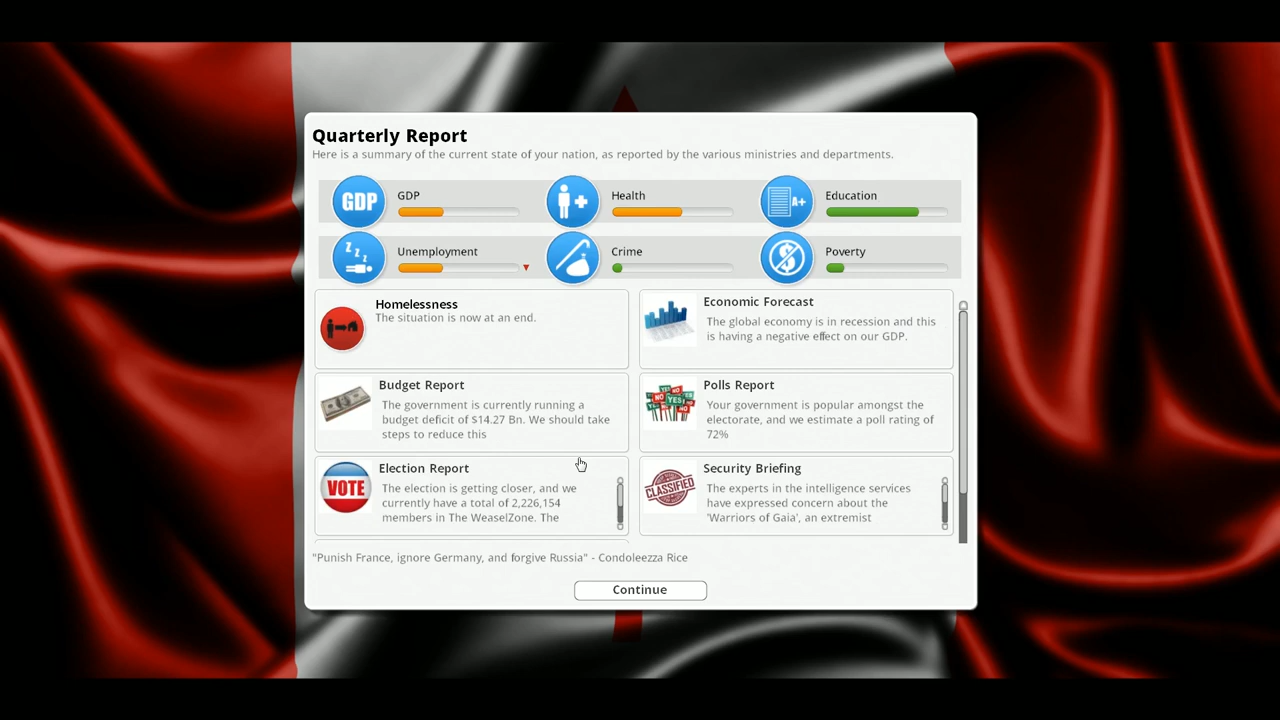 Quarterly Report
Here is a summary of the current state of your nation, as reported by the various ministries and departments.
GDP
GDP
Health
A+
Education
Z Z Z
Unemployment
Crime
$
Poverty
Homelessness
The situation is now at an end.
Economic Forecast
The global economy is in recession and this
is having a negative effect on our GDP.
Budget Report
The government is currently running a
budget deficit of $14.27 Bn. We should take
steps to reduce this
YES
NO
NO
YES
NO
Polls Report
Your government is popular amongst the
electorate, and we estimate a poll rating of
72%
VOTE
Election Report
The election is getting closer, and we
currently have a total of 2,226,154
members in The WeaselZone. The
CLASSIFIED
Security Briefing
The experts in the intelligence services
have expressed concern about the
'Warriors of Gaia', an extremist
"Punish France, ignore Germany, and forgive Russia" - Condoleezza Rice
Continue